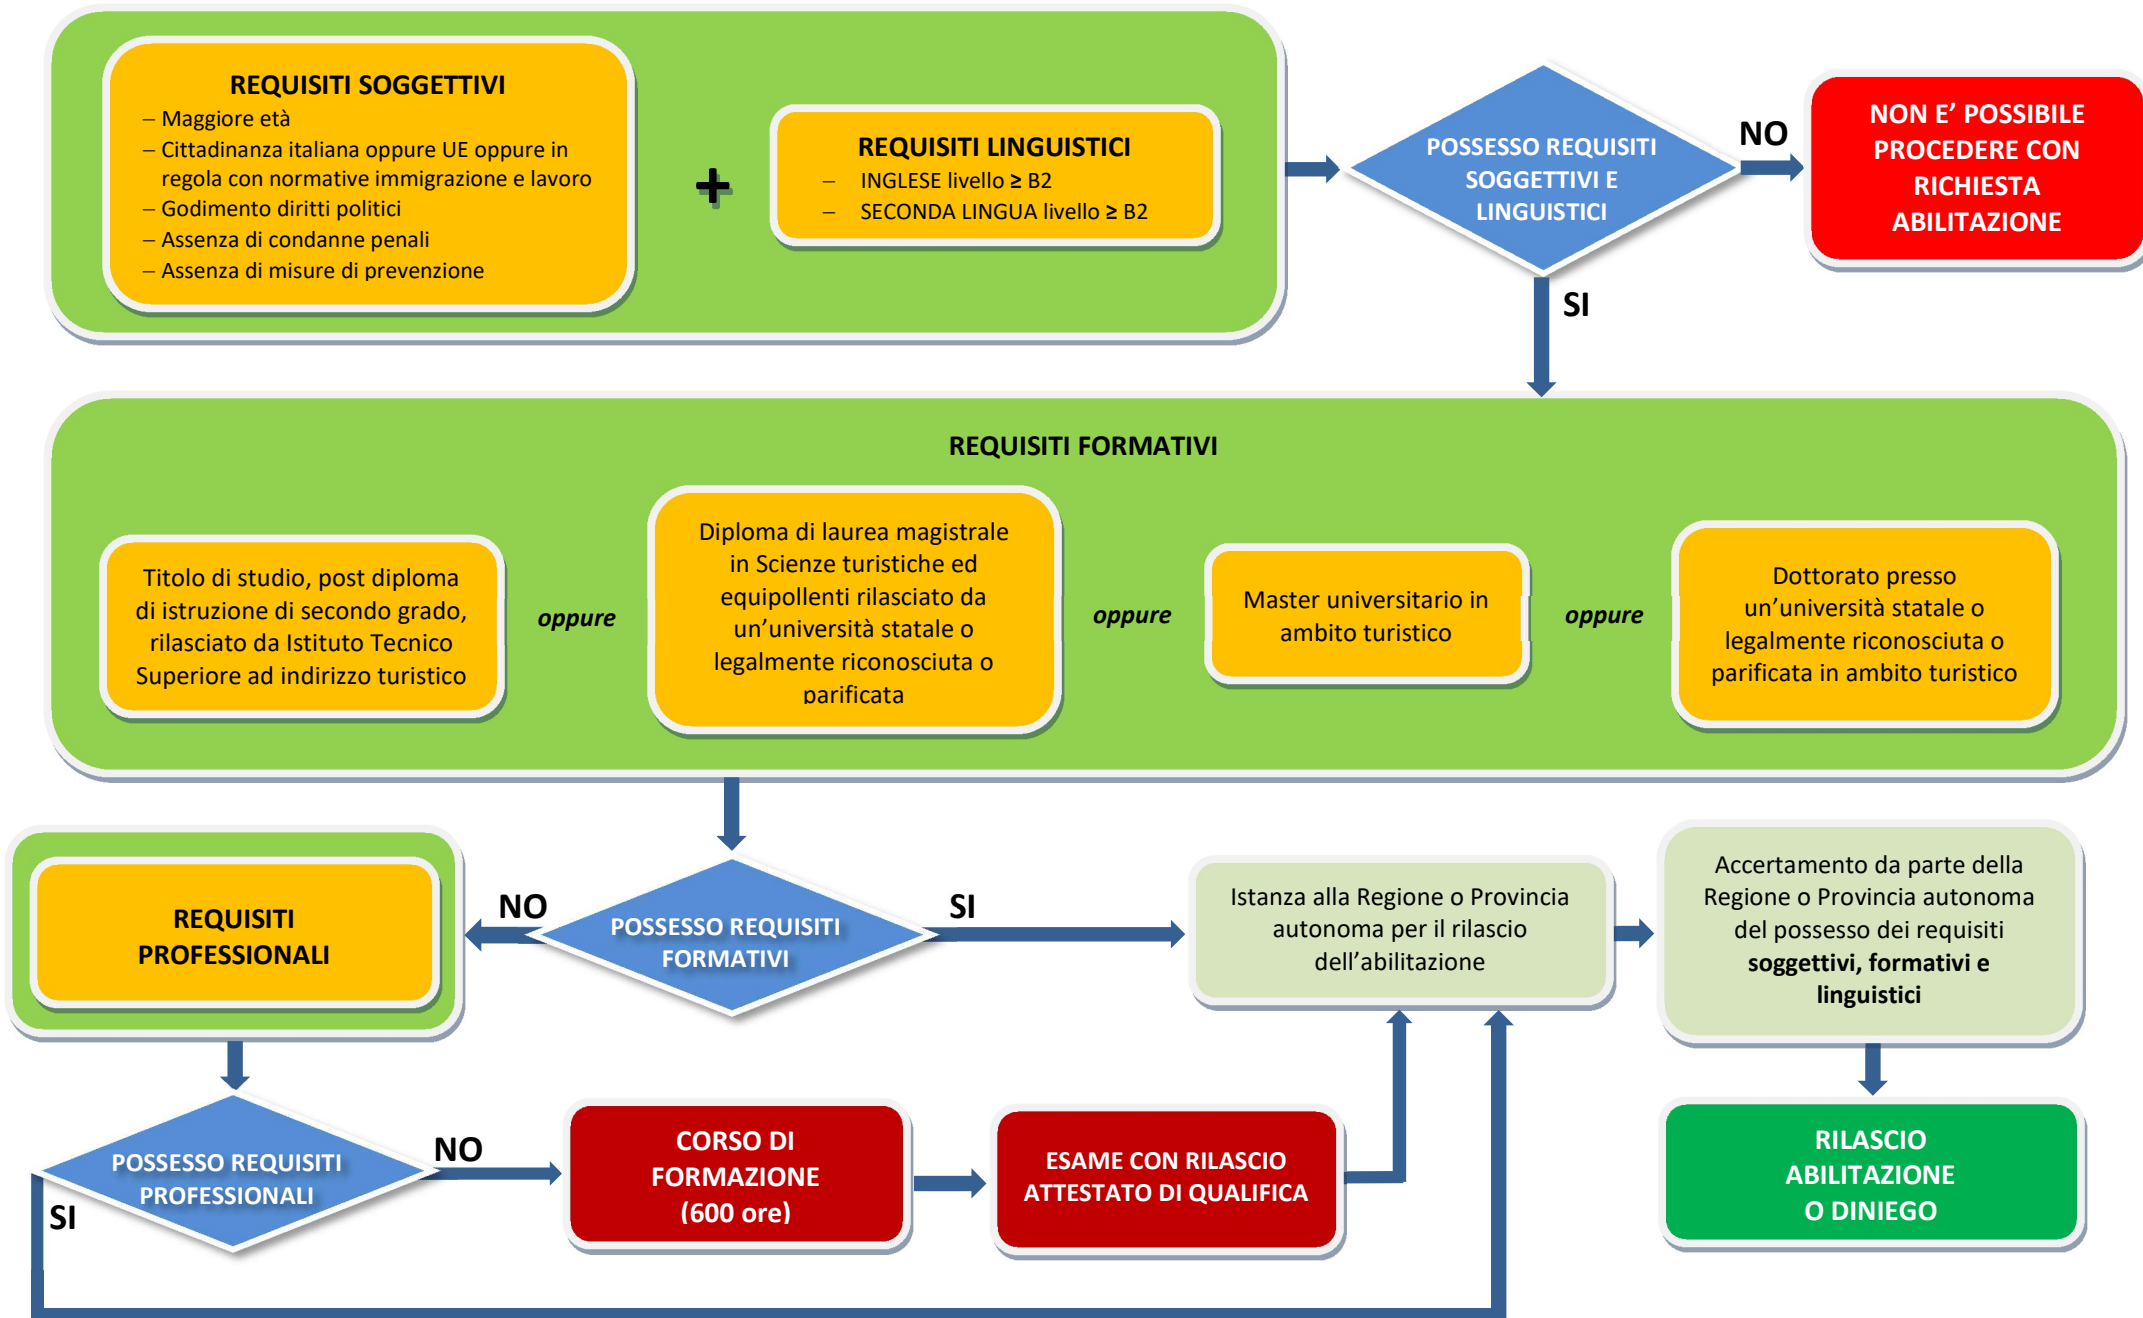 REQUISITI SOGGETTIVI
– Maggiore età
– Cittadinanza italiana oppure UE oppure in
regola con normative immigrazione e lavoro
– Godimento diritti politici
– Assenza di condanne penali
– Assenza di misure di prevenzione
+
REQUISITI LINGUISTICI
– INGLESE livello ≥ B2
– SECONDA LINGUA livello ≥ B2
POSSESSO REQUISITI
SOGGETTIVI E
LINGUISTICI
NO
NON E’ POSSIBILE
PROCEDERE CON
RICHIESTA
ABILITAZIONE
SI
REQUISITI FORMATIVI
Titolo di studio, post diploma
di istruzione di secondo grado,
rilasciato da Istituto Tecnico
Superiore ad indirizzo turistico
oppure
Diploma di laurea magistrale
in Scienze turistiche ed
equipollenti rilasciato da
un’università statale o
legalmente riconosciuta o
parificata
oppure
Master universitario in
ambito turistico
oppure
Dottorato presso
un’università statale o
legalmente riconosciuta o
parificata in ambito turistico
REQUISITI
PROFESSIONALI
NO
POSSESSO REQUISITI
FORMATIVI
SI
Istanza alla Regione o Provincia
autonoma per il rilascio
dell’abilitazione
Accertamento da parte della
Regione o Provincia autonoma
del possesso dei requisiti
soggettivi, formativi e
linguistici
POSSESSO REQUISITI
PROFESSIONALI
SI
NO
CORSO DI
FORMAZIONE
(600 ore)
ESAME CON RILASCIO
ATTESTATO DI QUALIFICA
RILASCIO
ABILITAZIONE
O DINIEGO